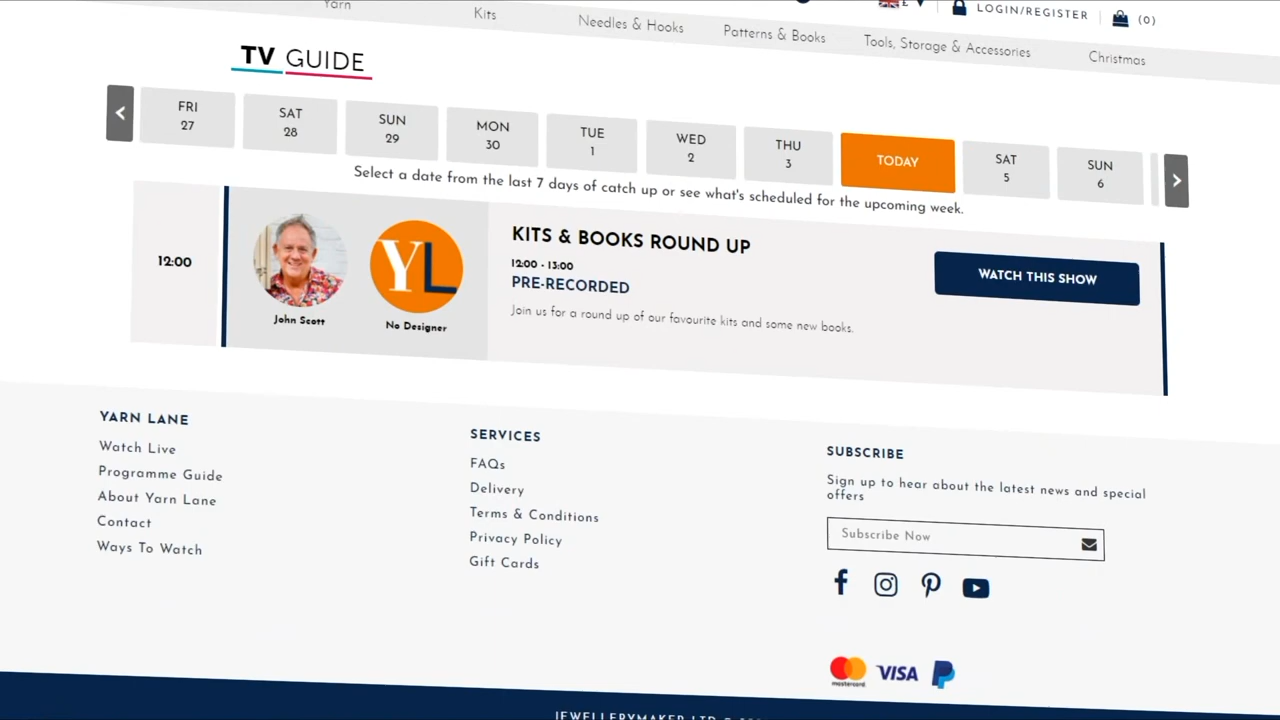 LOGIN/REGISTER
(0)
Yarn
Kits
Needles & Hooks
Patterns & Books
Tools, Storage & Accessories
Christmas
TV GUIDE
FRI
27
SAT
28
SUN
29
MON
30
TUE
1
WED
2
THU
3
TODAY
SAT
5
SUN
6
Select a date from the last 7 days of catch up or see what's scheduled for the upcoming week.
12:00
John Scott
YL
No Designer
KITS & BOOKS ROUND UP
12:00 - 13:00
PRE-RECORDED
Join us for a round up of our favourite kits and some new books.
WATCH THIS SHOW
YARN LANE
Watch Live
Programme Guide
About Yarn Lane
Contact
Ways To Watch
SERVICES
FAQs
Delivery
Terms & Conditions
Privacy Policy
Gift Cards
SUBSCRIBE
Sign up to hear about the latest news and special
offers
Subscribe Now
mastercard
VISA
JEWELLERYMAKER LTD ©